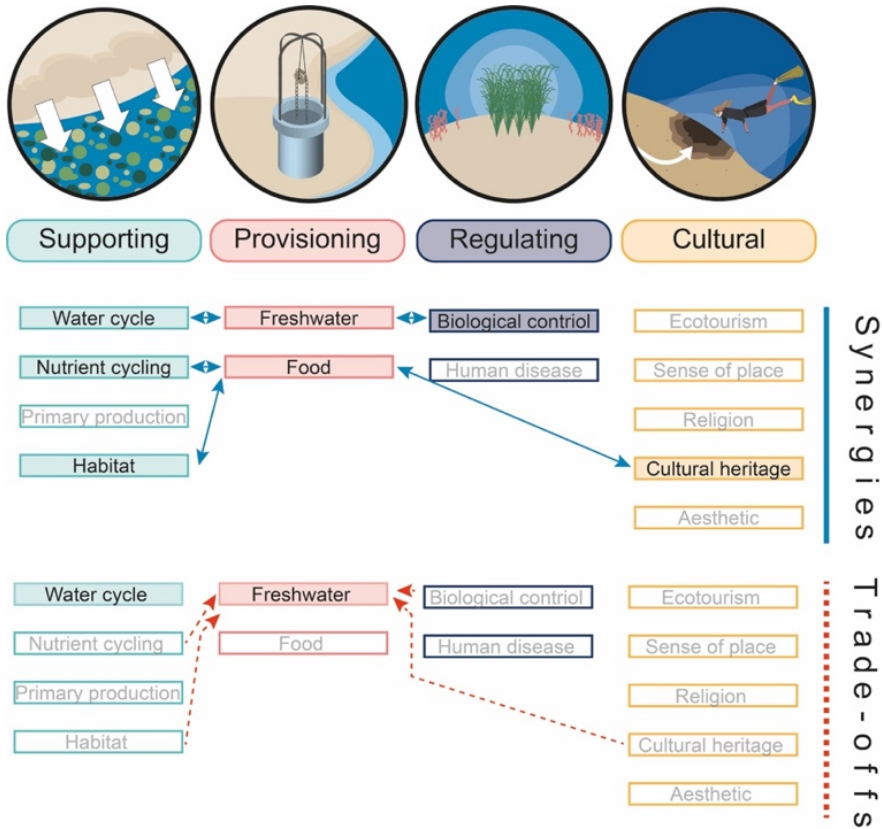 Supporting
Provisioning
Regulating
Cultural
Synergies
Water cycle
Freshwater
Biological contriol
Ecotourism
Nutrient cycling
Food
Human disease
Sense of place
Primary production
Religion
Habitat
Cultural heritage
Aesthetic
Trade-offs
Water cycle
Freshwater
Biological contriol
Ecotourism
Nutrient cycling
Food
Human disease
Sense of place
Primary production
Religion
Habitat
Cultural heritage
Aesthetic